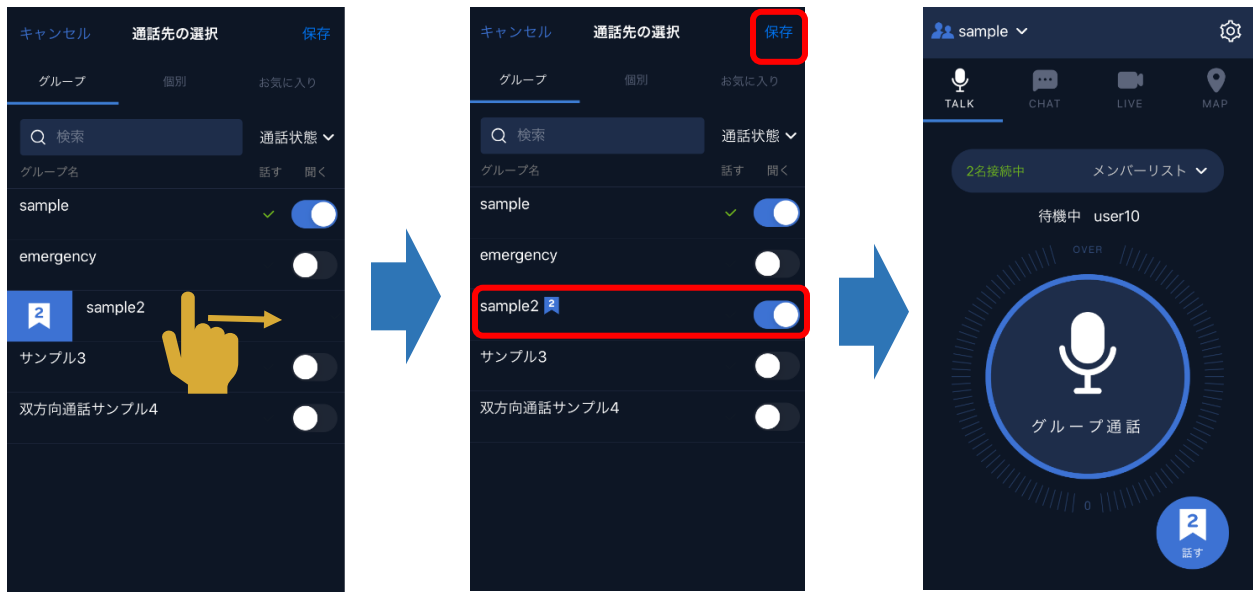 キャンセル 通話先の選択 保存
グループ 個別 お気に入り
検索 通話状態
グループ名 話す 聞く
sample
emergency
2 sample2
サンプル3
双方向通話サンプル4
キャンセル 通話先の選択 保存
グループ 個別 お気に入り
検索 通話状態
グループ名 話す 聞く
sample
emergency
sample2 2
サンプル3
双方向通話サンプル4
sample
TALK CHAT LIVE MAP
2名接続中 メンバーリスト
待機中 user10
OVER
グループ通話
0
2
話す